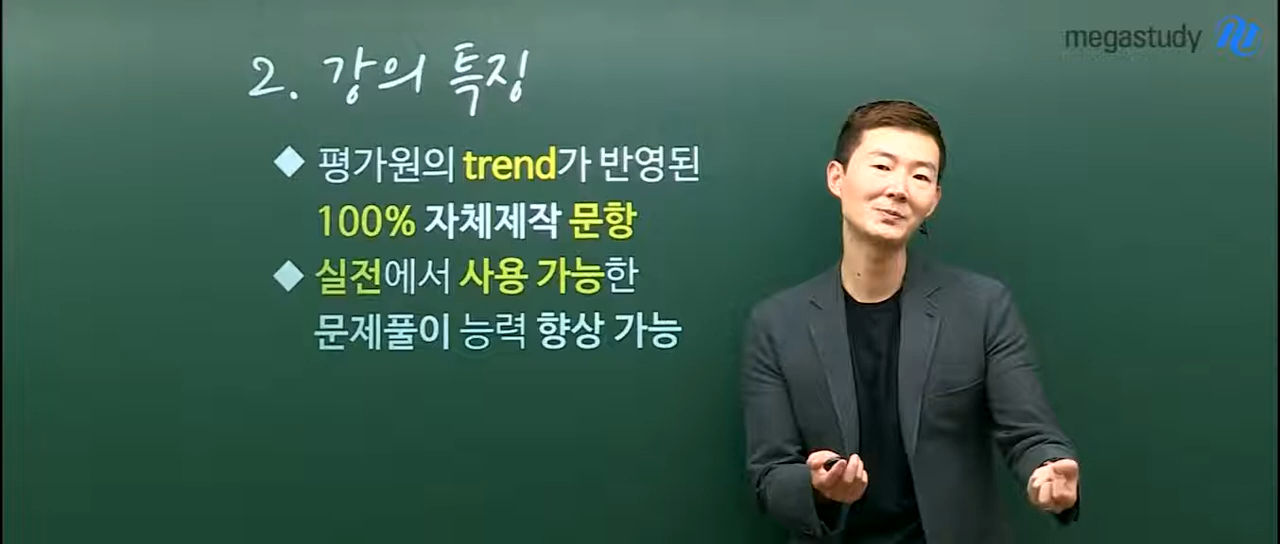 megastudy
2. 강의 특징
◆ 평가원의 trend가 반영된
100% 자체제작 문항
◆ 실전에서 사용 가능한
문제풀이 능력 향상 가능